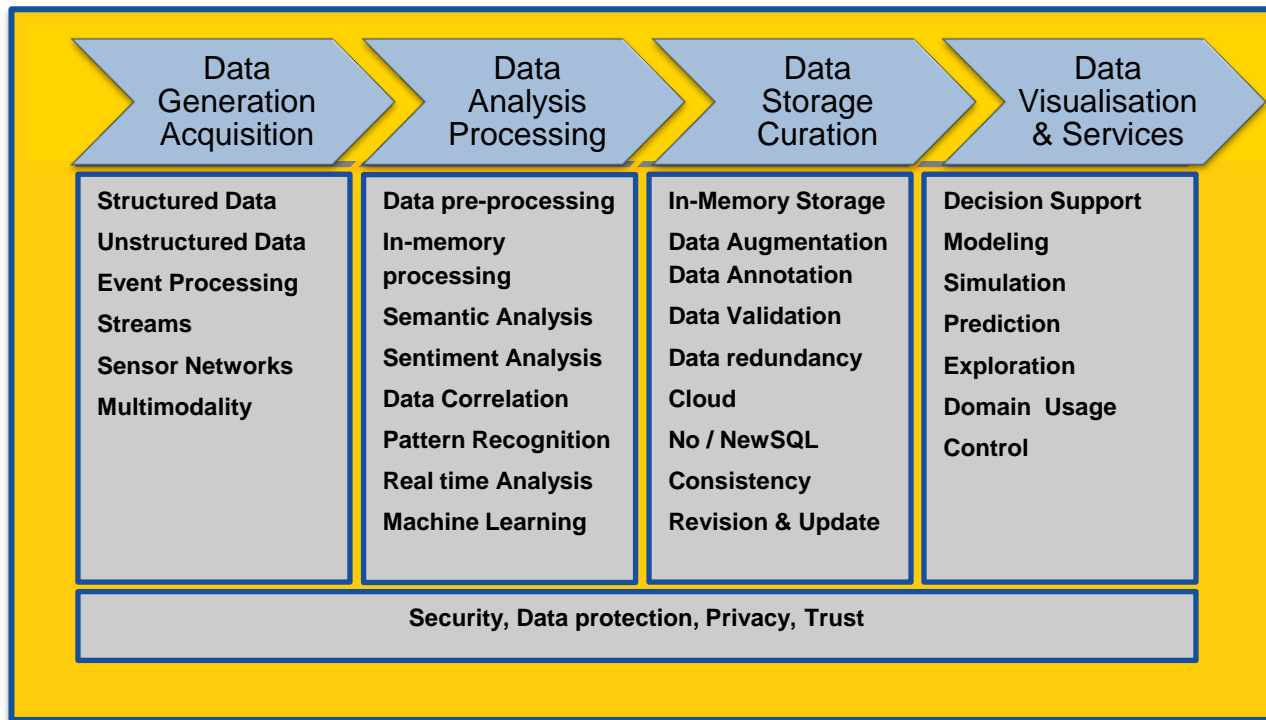 Data
Generation
Acquisition
Data
Analysis
Processing
Data
Storage
Curation
Data
Visualisation
& Services
Structured Data
Unstructured Data
Event Processing
Streams
Sensor Networks
Multimodality
Data pre-processing
In-memory
processing
Semantic Analysis
Sentiment Analysis
Data Correlation
Pattern Recognition
Real time Analysis
Machine Learning
In-Memory Storage
Data Augmentation
Data Annotation
Data Validation
Data redundancy
Cloud
No / NewSQL
Consistency
Revision & Update
Decision Support
Modeling
Simulation
Prediction
Exploration
Domain  Usage
Control
Security, Data protection, Privacy, Trust